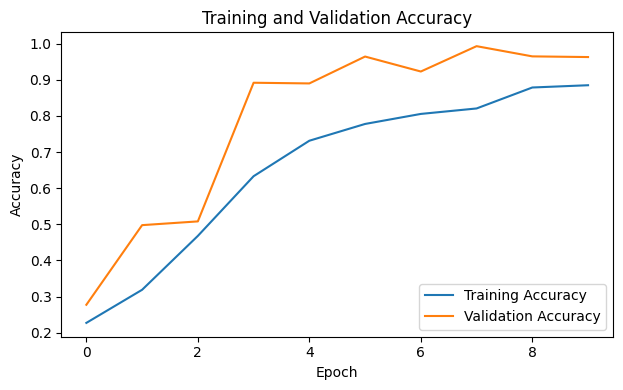 Training and Validation Accuracy
Accuracy
1.0
0.9
0.8
0.7
0.6
0.5
0.4
0.3
0.2
Training Accuracy
Validation Accuracy
0 2 4 6 8
Epoch